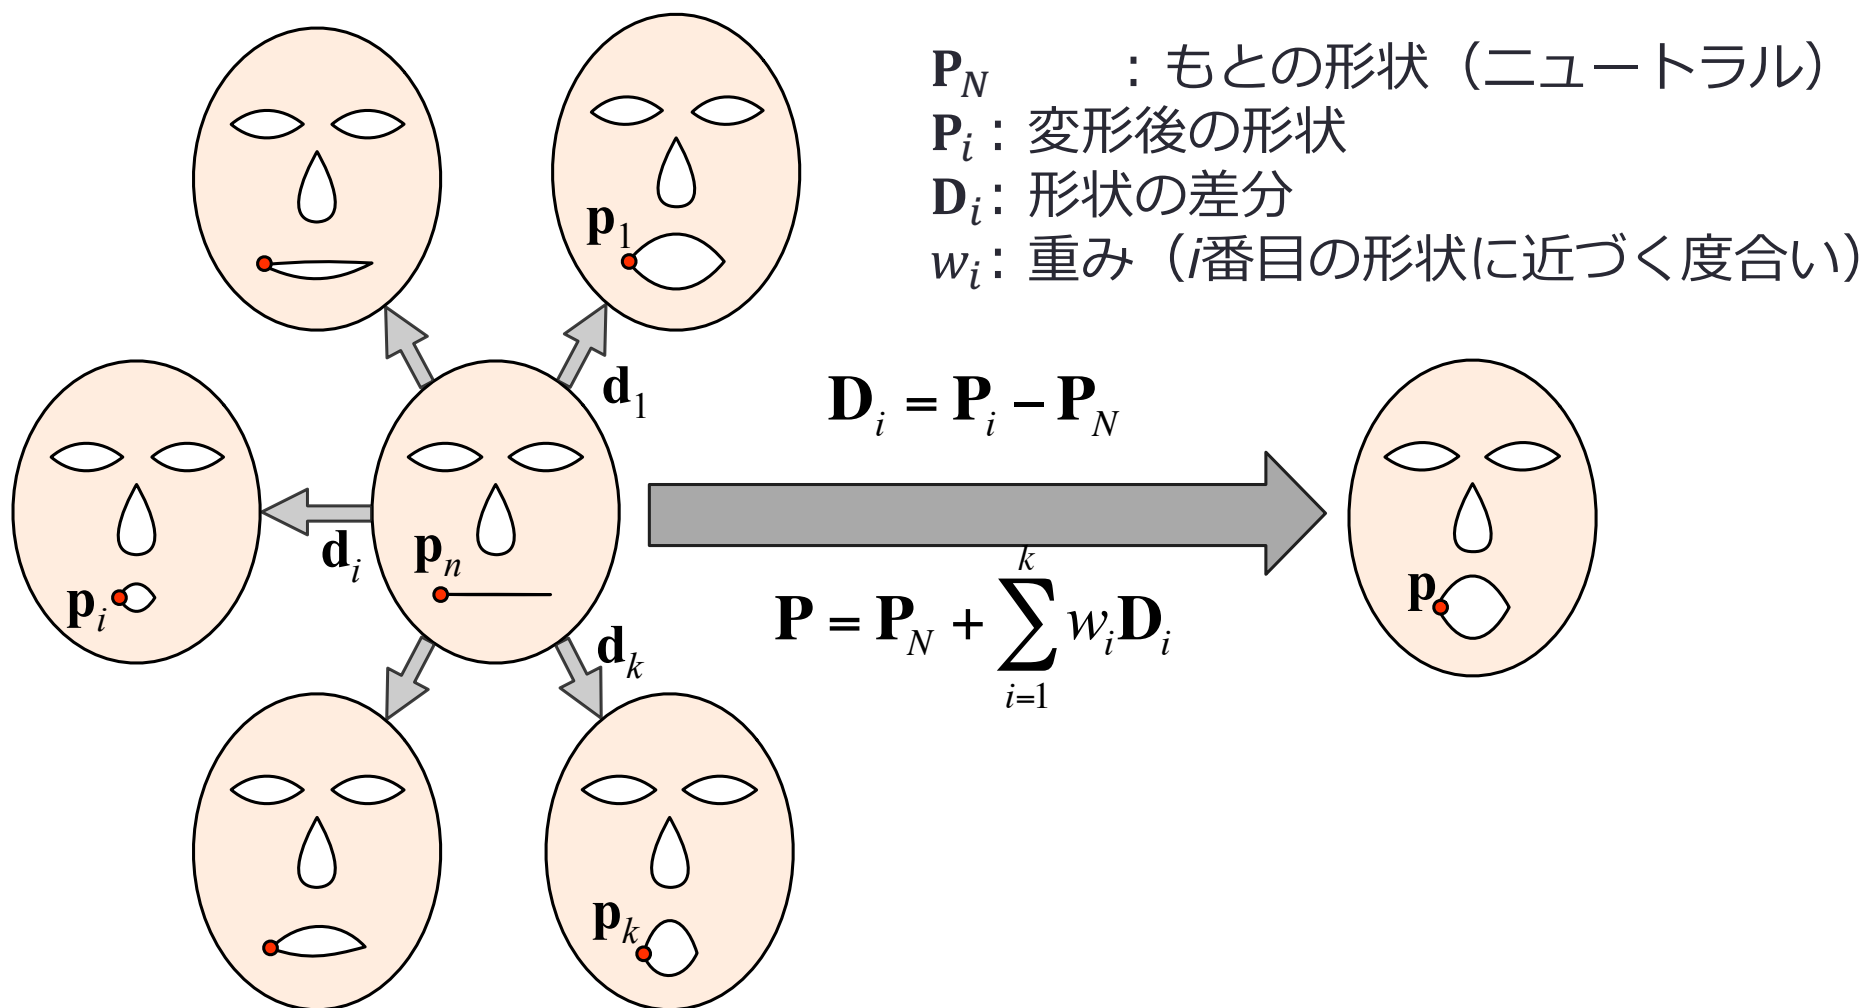 P_N : もとの形状（ニュートラル）
P_i : 変形後の形状
D_i : 形状の差分
w_i : 重み（i番目の形状に近づく度合い）
p_1
d_1
D_i = P_i − P_N
d_i
p_n
p_i
d_k
P = P_N + ∑_{i=1}^{k} w_i D_i
p
p_k